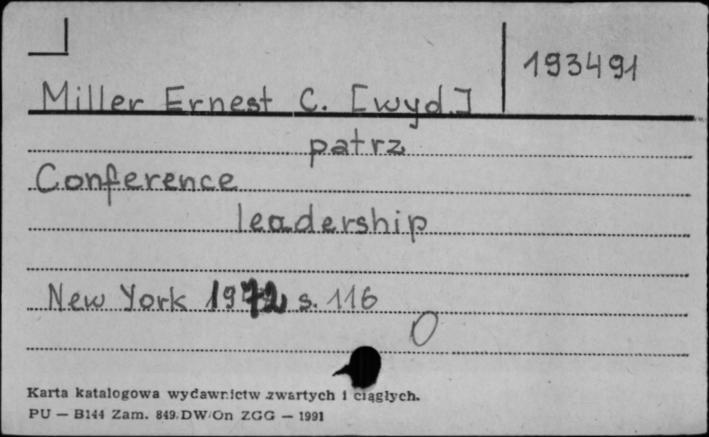 193491
Miller Ernest C. [wyd.]
patrz
Conference
leadership
New York 1972 s. 116
O
Karta katalogowa wydawnictw zwartych i ciągłych.
PU — B144 Zam. 849/DW/On ZGG — 1991